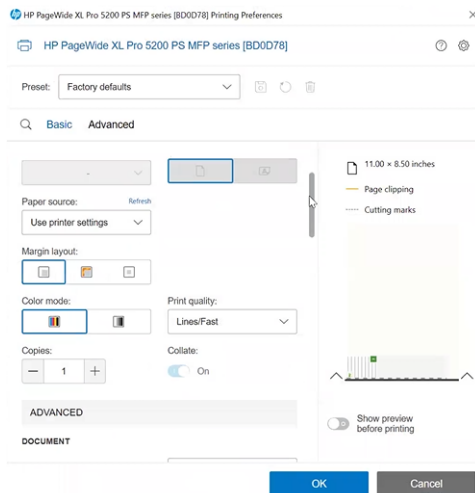 HP PageWide XL Pro 5200 PS MFP series [BD0D78] Printing Preferences
HP PageWide XL Pro 5200 PS MFP series [BD0D78]
Preset: Factory defaults
Basic Advanced
-
11.00 × 8.50 inches
Page clipping
Cutting marks
Paper source: Refresh
Use printer settings
Margin layout:
Color mode: Print quality:
Lines/Fast
Copies: Collate:
1 On
ADVANCED
DOCUMENT
Show preview
before printing
OK Cancel